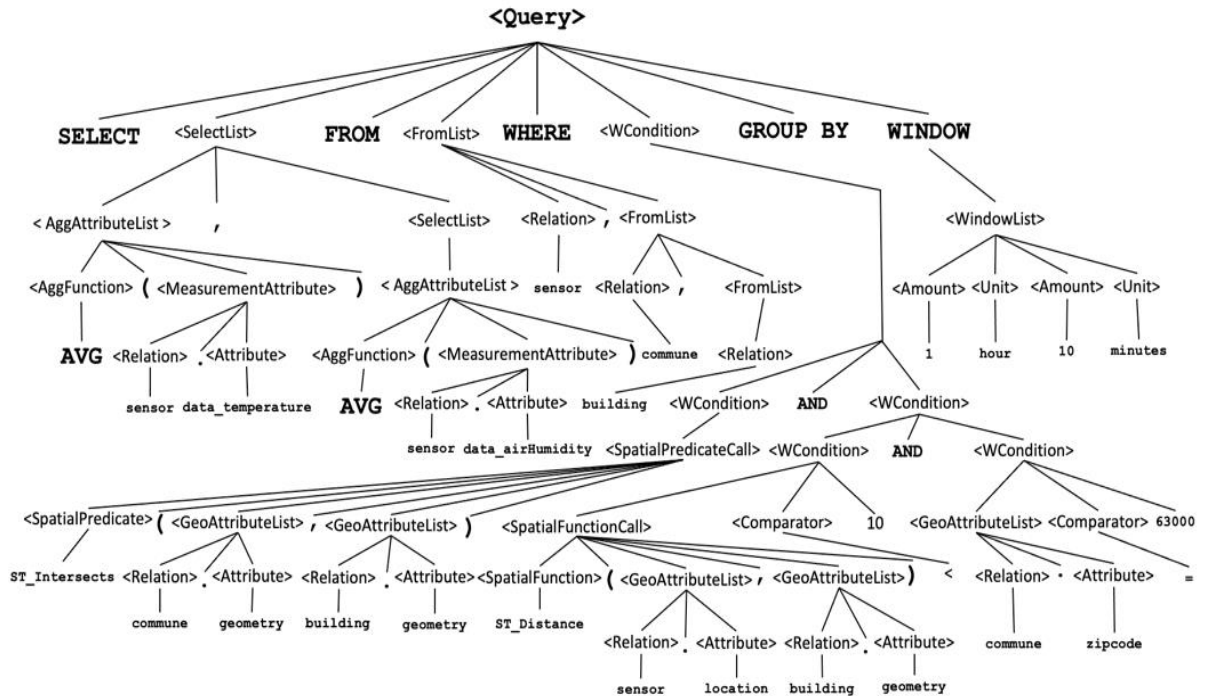 <Query>
SELECT <SelectList> FROM <FromList> WHERE <WCondition> GROUP BY WINDOW
< AggAttributeList > , <SelectList> <Relation> , <FromList> <WindowList>
<AggFunction> ( <MeasurementAttribute> ) < AggAttributeList > sensor <Relation> , <FromList> <Amount> <Unit> <Amount> <Unit>
AVG <Relation> . <Attribute> <AggFunction> ( <MeasurementAttribute> ) commune <Relation> 1 hour 10 minutes
sensor data_temperature AVG <Relation> . <Attribute> building <WCondition> AND <WCondition>
sensor data_airHumidity <SpatialPredicateCall> <WCondition> AND <WCondition>
<SpatialPredicate> ( <GeoAttributeList> , <GeoAttributeList> ) <SpatialFunctionCall> <Comparator> 10 <GeoAttributeList> <Comparator> 63000
ST_Intersects <Relation> . <Attribute> <Relation> . <Attribute> <SpatialFunction> ( <GeoAttributeList> , <GeoAttributeList> ) < <Relation> . <Attribute> =
commune geometry building geometry ST_Distance
<Relation> . <Attribute> <Relation> . <Attribute> commune zipcode
sensor location building geometry